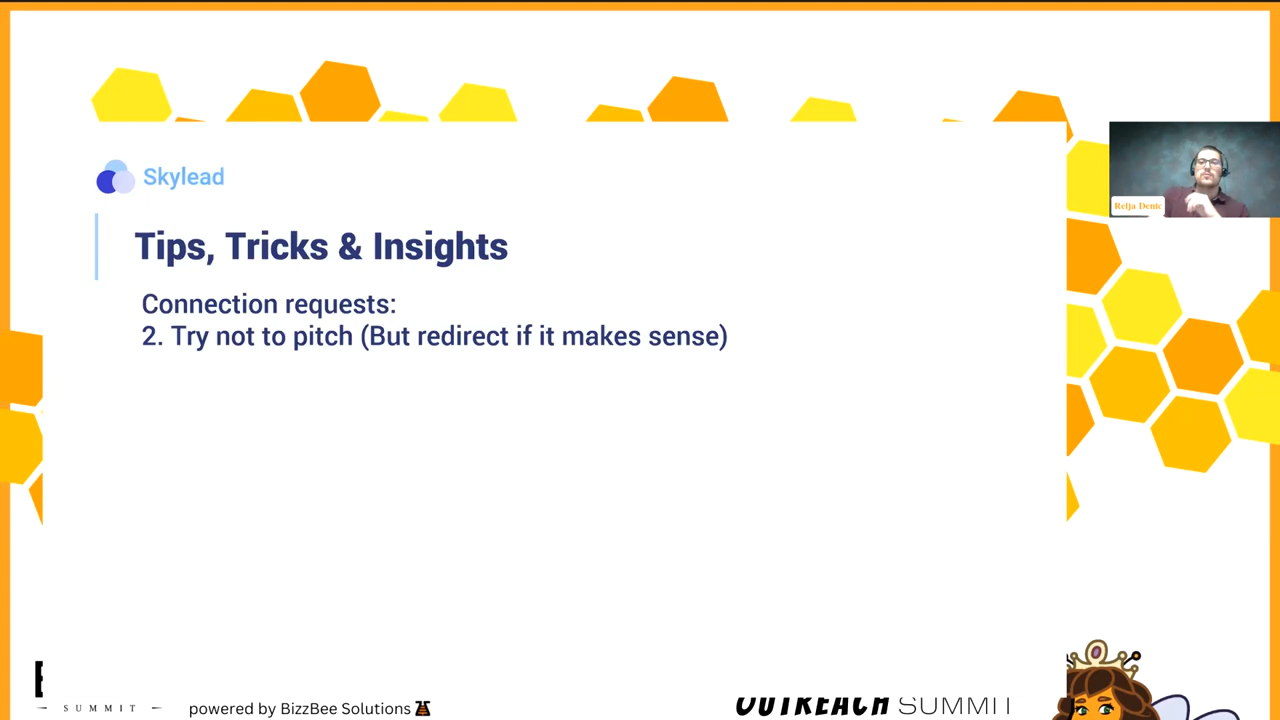 Skylead
Relja Denic
Tips, Tricks & Insights
Connection requests:
2. Try not to pitch (But redirect if it makes sense)
SUMMIT
powered by BizzBee Solutions
OUTREACH SUMMIT